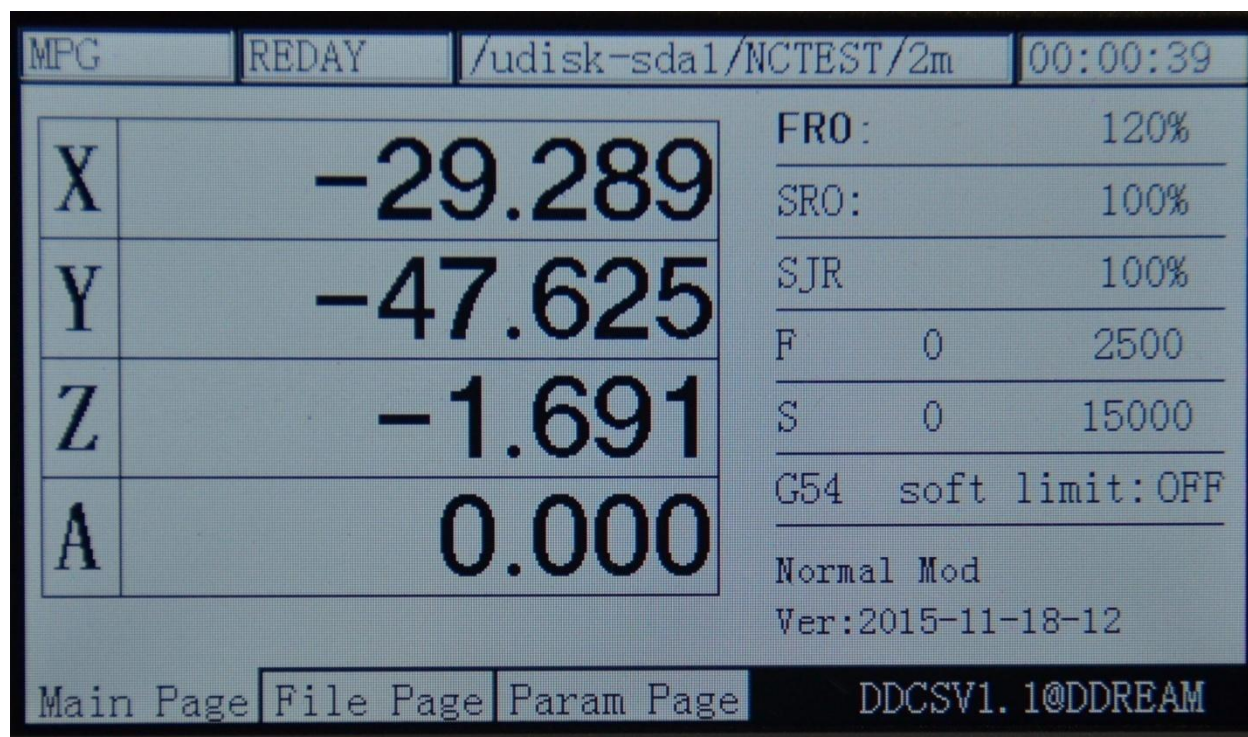 MPG REDAY /udisk-sda1/NCTEST/2m 00:00:39
X -29.289
Y -47.625
Z -1.691
A 0.000
FRO: 120%
SRO: 100%
SJR 100%
F 0 2500
S 0 15000
G54 soft limit:OFF
Normal Mod
Ver:2015-11-18-12
Main Page File Page Param Page DDCSV1.1@DDREAM